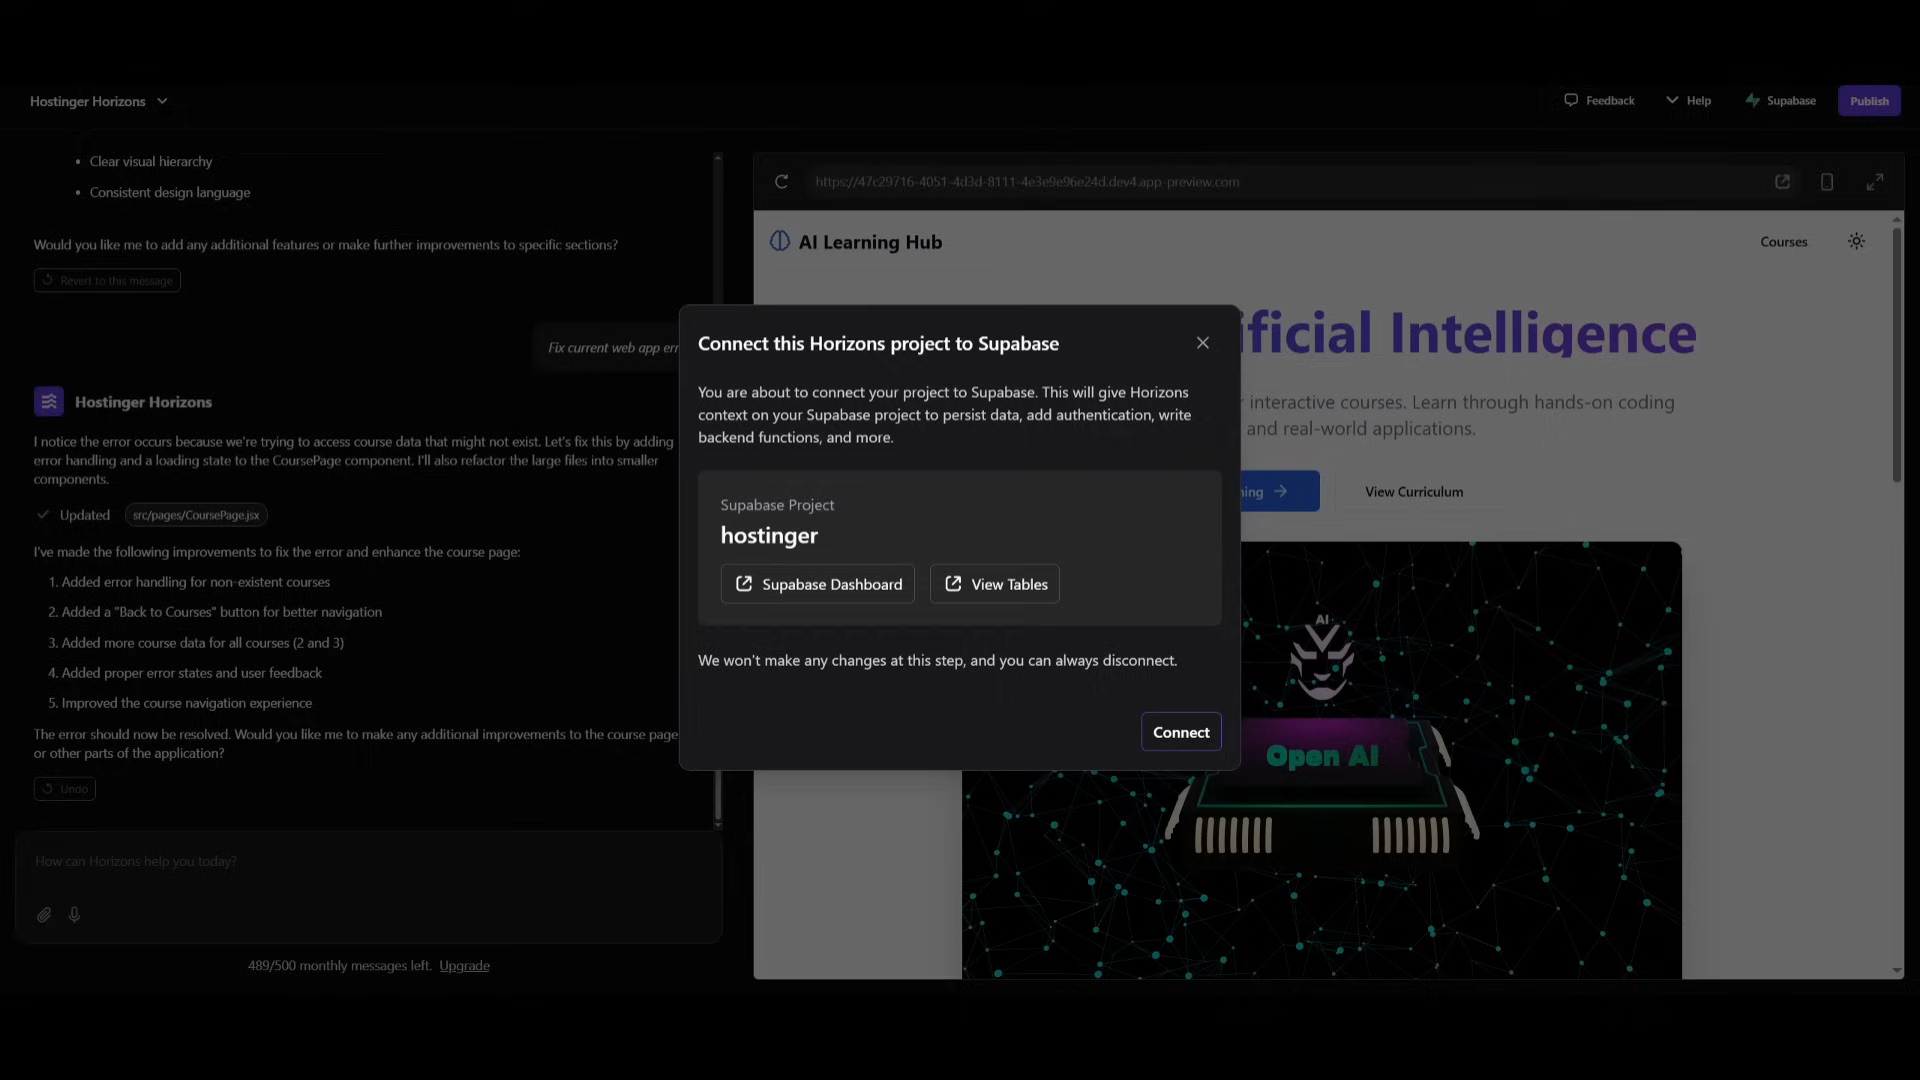 Hostinger Horizons
Feedback
Help
Supabase
Publish
Clear visual hierarchy
Consistent design language
Would you like me to add any additional features or make further improvements to specific sections?
Revert to this message
Fix current web app
Hostinger Horizons
I notice the error occurs because we're trying to access course data that might not exist. Let's fix this by adding
error handling and a loading state to the CoursePage component. I'll also refactor the large files into smaller
components.
Updated src/pages/CoursePage.jsx
I've made the following improvements to fix the error and enhance the course page:
1. Added error handling for non-existent courses
2. Added a "Back to Courses" button for better navigation
3. Added more course data for all courses (2 and 3)
4. Added proper error states and user feedback
5. Improved the course navigation experience
The error should now be resolved. Would you like me to make any additional improvements to the course page
or other parts of the application?
Undo
How can Horizons help you today?
489/500 monthly messages left. Upgrade
Connect this Horizons project to Supabase
You are about to connect your project to Supabase. This will give Horizons
context on your Supabase project to persist data, add authentication, write
backend functions, and more.
Supabase Project
hostinger
Supabase Dashboard
View Tables
We won't make any changes at this step, and you can always disconnect.
Connect
https://47c29716-4051-4d3d-8111-4e3e9e96e24d.dev4.app-preview.com
AI Learning Hub
Courses
ificial Intelligence
interactive courses. Learn through hands-on coding
and real-world applications.
View Curriculum
AI
Open AI